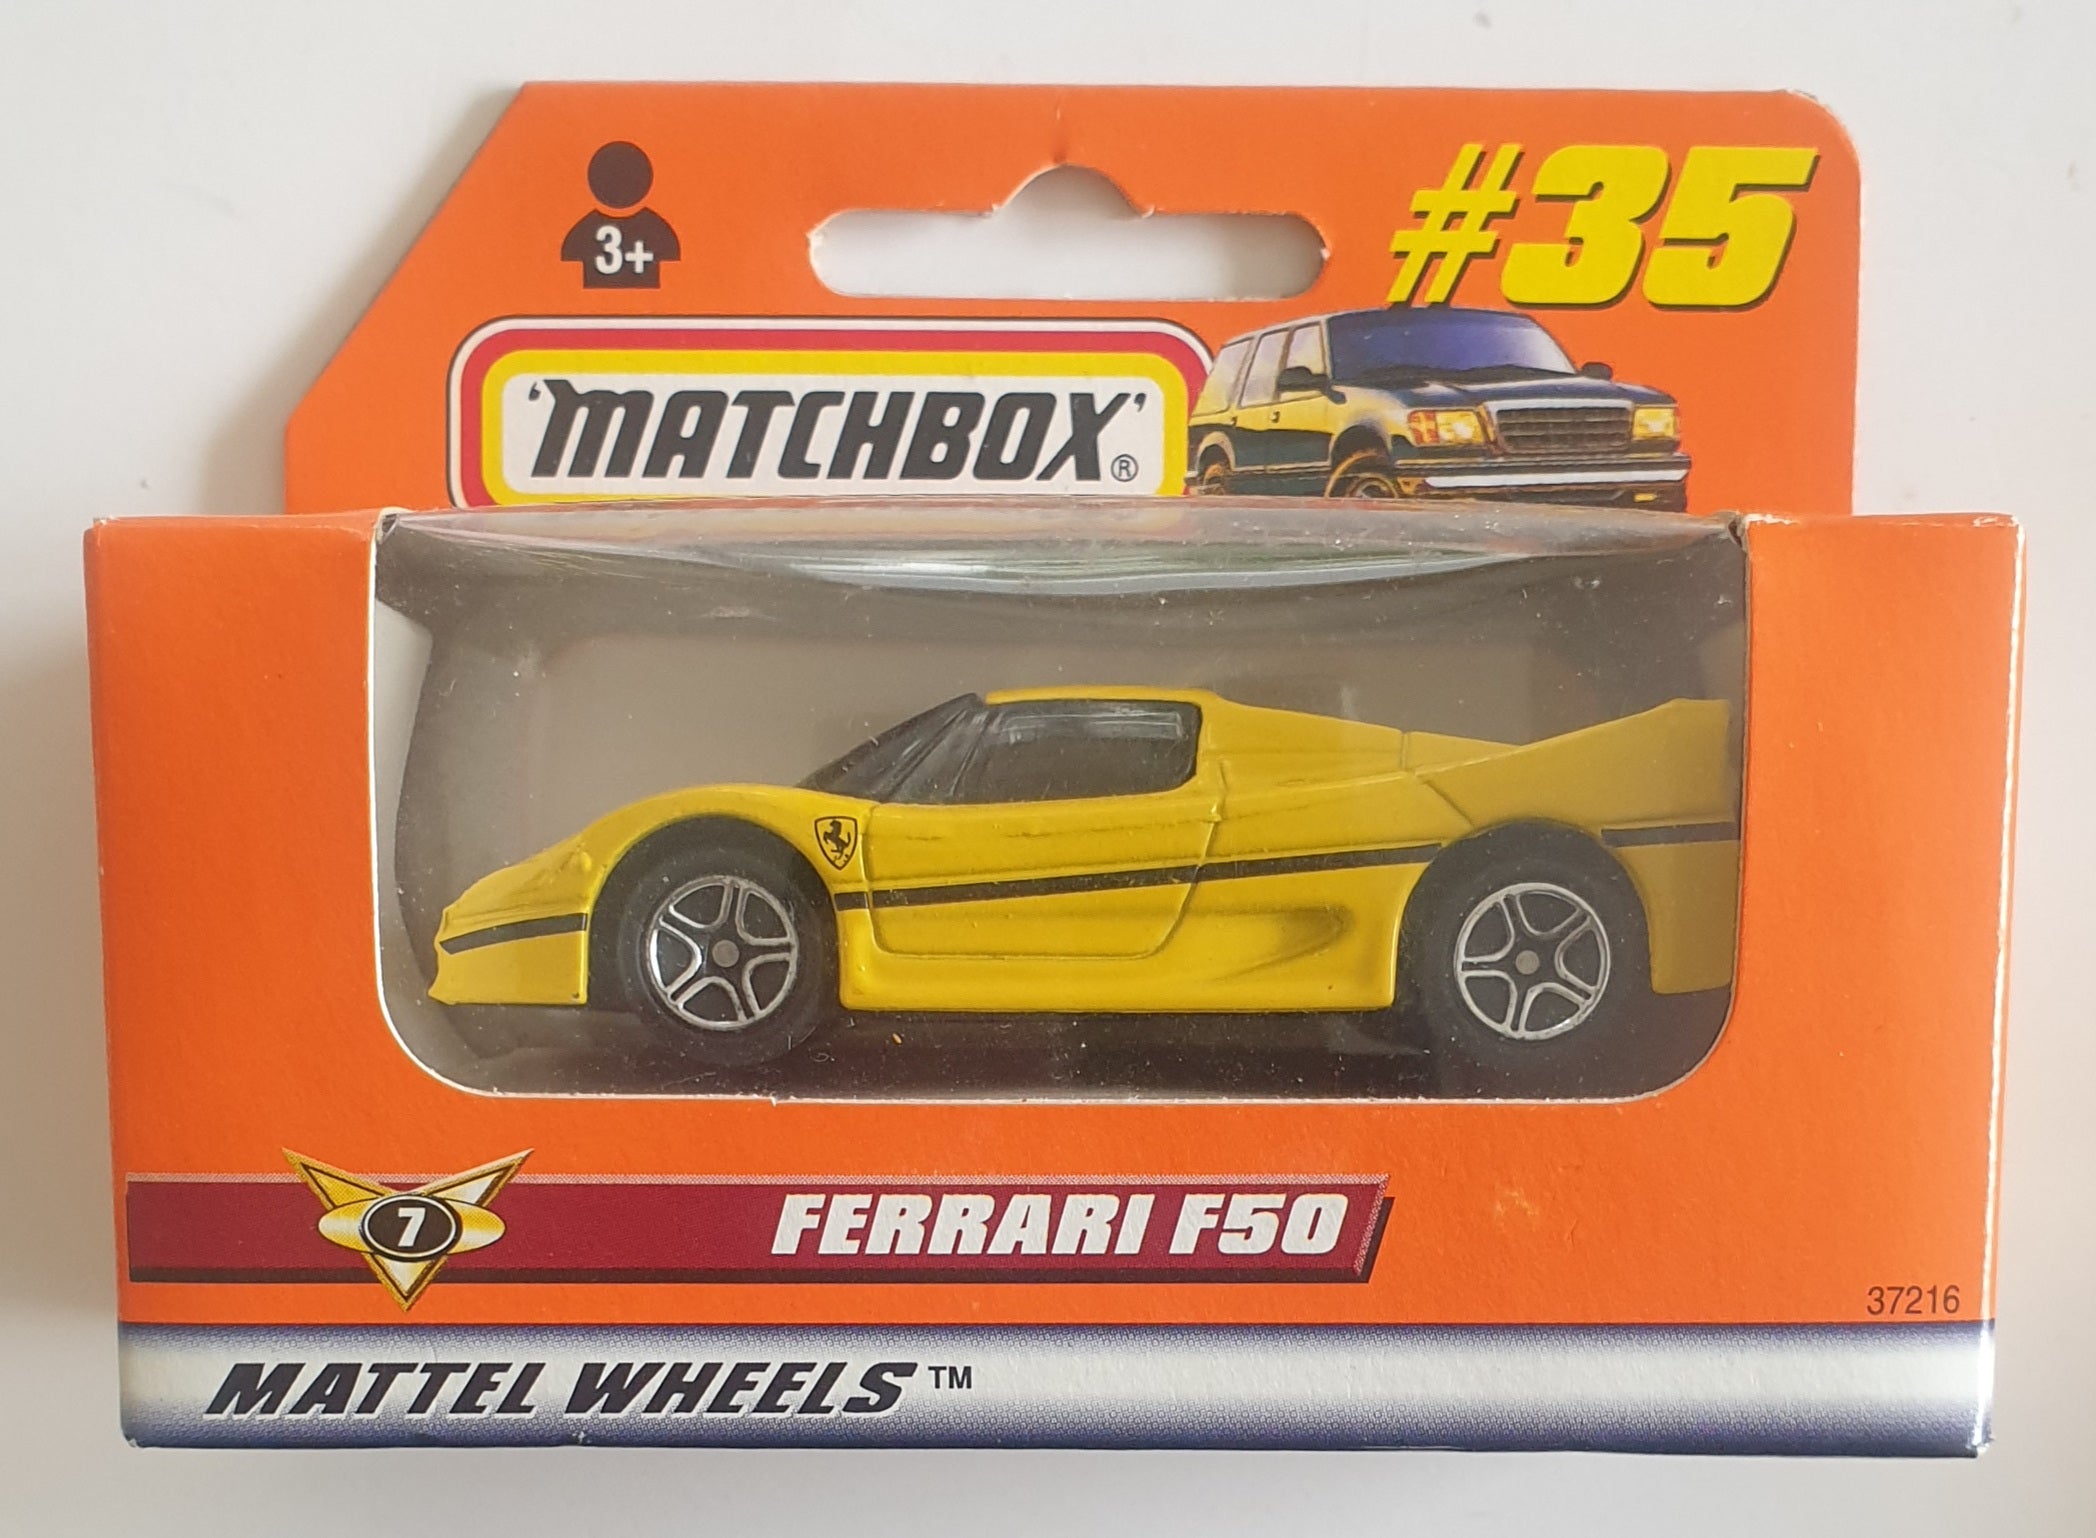 3+
#35
'MATCHBOX'®
7
FERRARI F50
37216
MATTEL WHEELS™